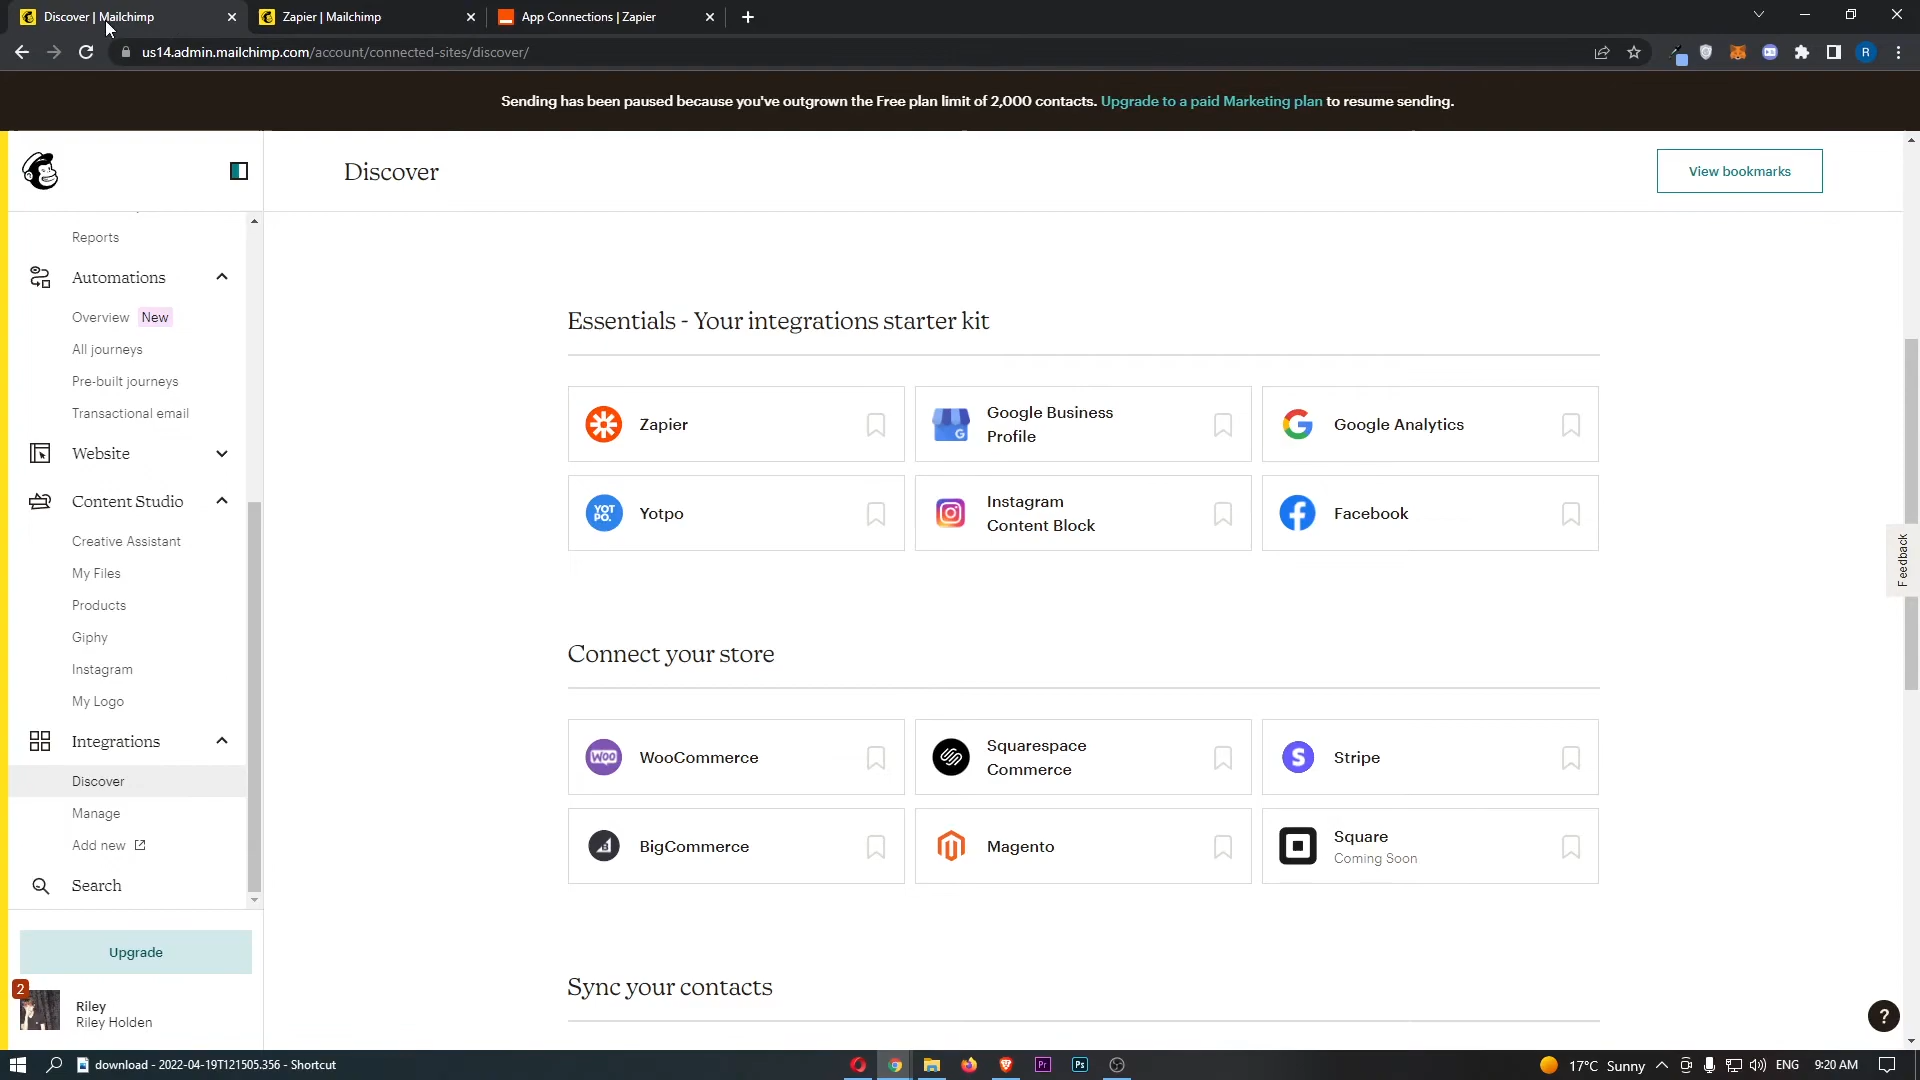 Discover | Mailchimp
Zapier | Mailchimp
App Connections | Zapier
us14.admin.mailchimp.com/account/connected-sites/discover/
R
Sending has been paused because you've outgrown the Free plan limit of 2,000 contacts. Upgrade to a paid Marketing plan to resume sending.
Discover
View bookmarks
Reports
Automations
Overview New
All journeys
Pre-built journeys
Transactional email
Website
Content Studio
Creative Assistant
My Files
Products
Giphy
Instagram
My Logo
Integrations
Discover
Manage
Add new
Search
Upgrade
2
Riley
Riley Holden
Essentials - Your integrations starter kit
Zapier
Google Business
Profile
Google Analytics
YOT
PO.
Yotpo
Instagram
Content Block
Facebook
Connect your store
WOO
WooCommerce
Squarespace
Commerce
S
Stripe
BigCommerce
Magento
Square
Coming Soon
Sync your contacts
Feedback
?
download - 2022-04-19T121505.356 - Shortcut
Pr
Ps
17°C Sunny
ENG
9:20 AM